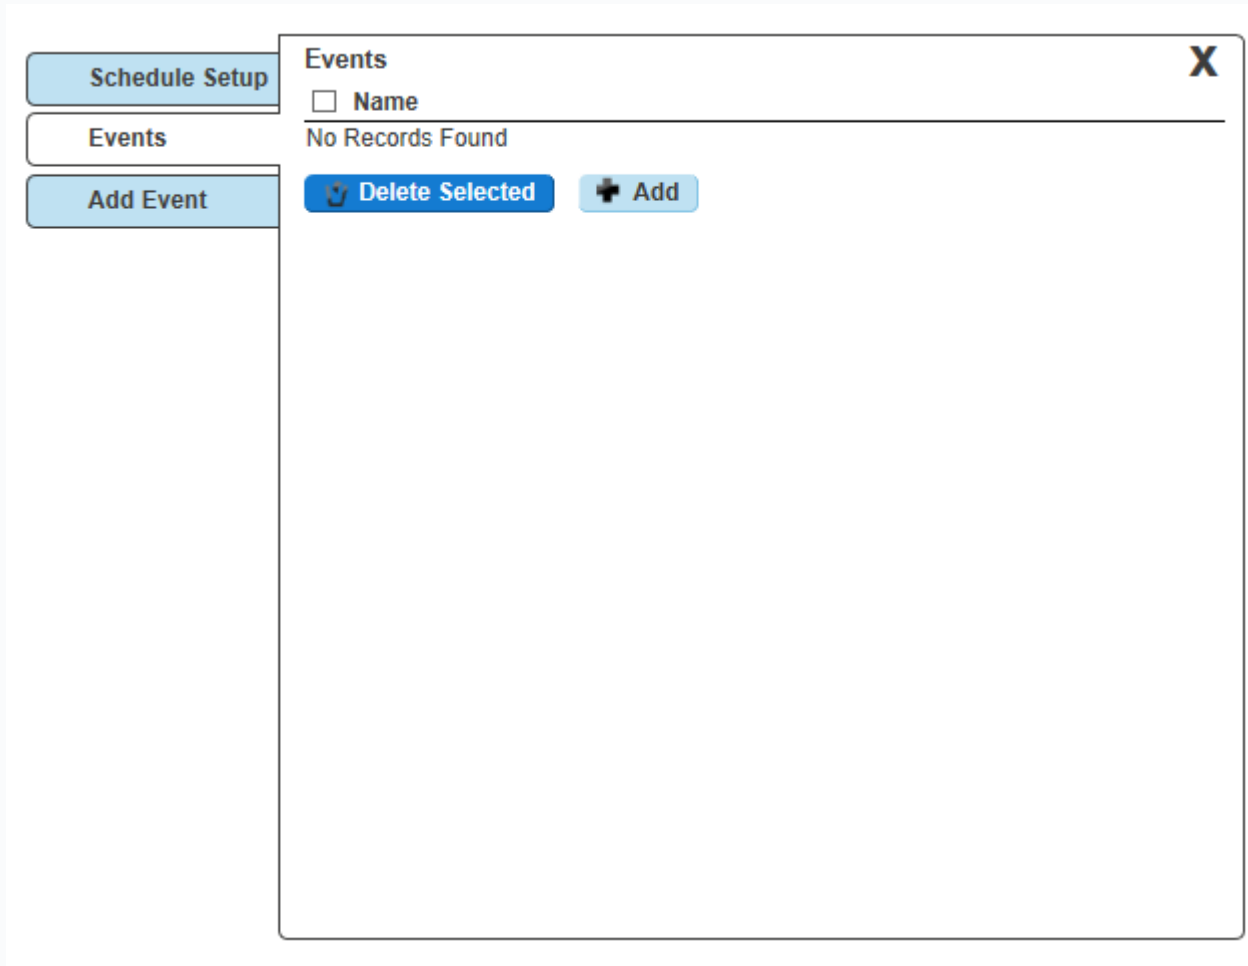 Schedule Setup
Events
Add Event
Events
X
Name
No Records Found
Delete Selected
Add